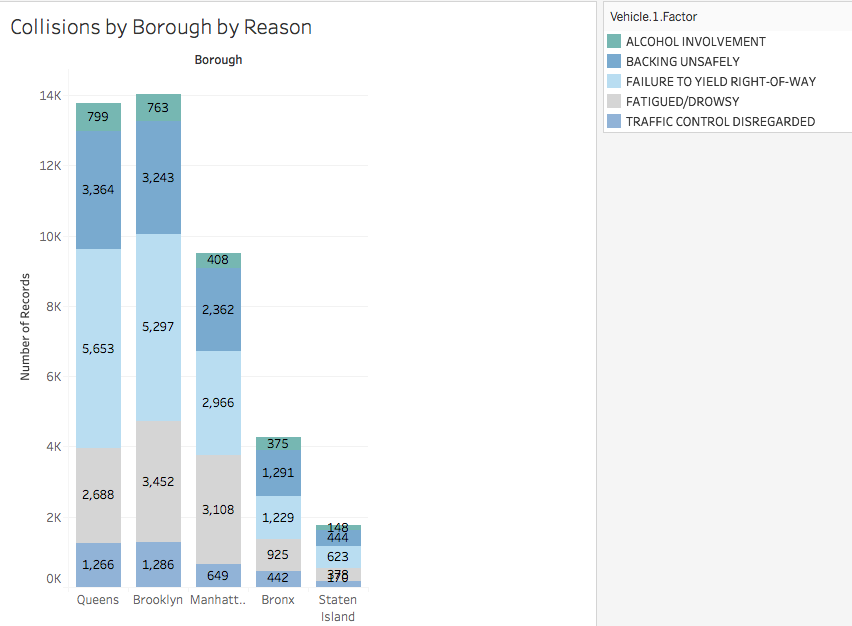 Collisions by Borough by Reason
Borough
Number of Records
14K
12K
10K
8K
6K
4K
2K
0K
799
3,364
5,653
2,688
1,266
763
3,243
5,297
3,452
1,286
408
2,362
2,966
3,108
649
375
1,291
1,229
925
442
148
444
623
Queens
Brooklyn
Manhatt..
Bronx
Staten
Island
Vehicle.1.Factor
ALCOHOL INVOLVEMENT
BACKING UNSAFELY
FAILURE TO YIELD RIGHT-OF-WAY
FATIGUED/DROWSY
TRAFFIC CONTROL DISREGARDED